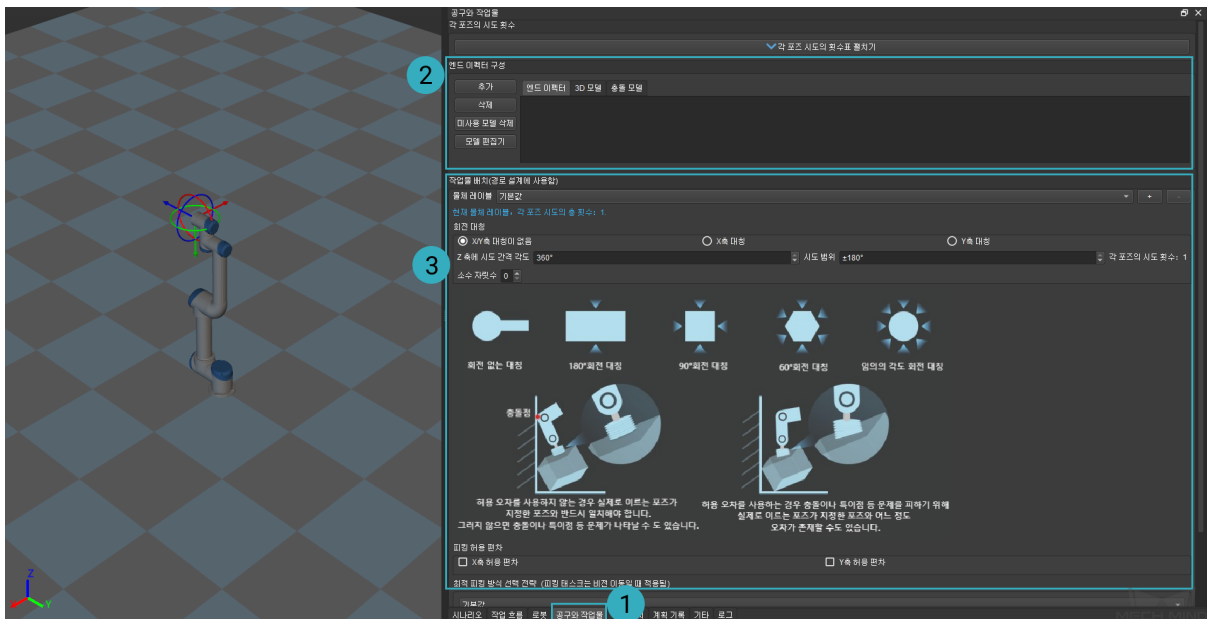 공구와 작업물
각 포즈의 시도 횟수
각 포즈 시도의 횟수표 펼치기
2
엔드 이펙터 구성
추가
엔드 이펙터 3D 모델 충돌 모델
삭제
미사용 모델 삭제
모델 편집기
작업물 배치(경로 설계에 사용함)
물체 레이블 기본값
+ -
현재 물체 레이블, 각 포즈 시도의 총 횟수: 1
회전 대칭
X/Y축 대칭이 없음 X축 대칭 Y축 대칭
3
Z 축에 시도 간격 각도 360° 시도 범위 ±180° 각 포즈의 시도 횟수: 1
소수 자릿수 0
회전 없는 대칭 180°회전 대칭 90°회전 대칭 60°회전 대칭 임의의 각도 회전 대칭
충돌점
허용 오차를 사용하지 않는 경우 실제로 이르는 포즈가
지정한 포즈와 반드시 일치해야 합니다.
그러지 않으면 충돌이나 특이점 등 문제가 나타날 수 도 있습니다.
허용 오차를 사용하는 경우 충돌이나 특이점 등 문제를 피하기 위해
실제로 이르는 포즈가 지정한 포즈와 어느 정도
오차가 존재할 수도 있습니다.
피킹 허용 편차
X축 허용 편차 Y축 허용 편차
최적 피킹 방식 선택 전략 (피킹 태스크는 비전 이동일 때 적용됨)
기본값
1
시나리오 작업 흐름 로봇 공구와 작업물 계획 기록 기타 로그
Z
Y
MECH MIND